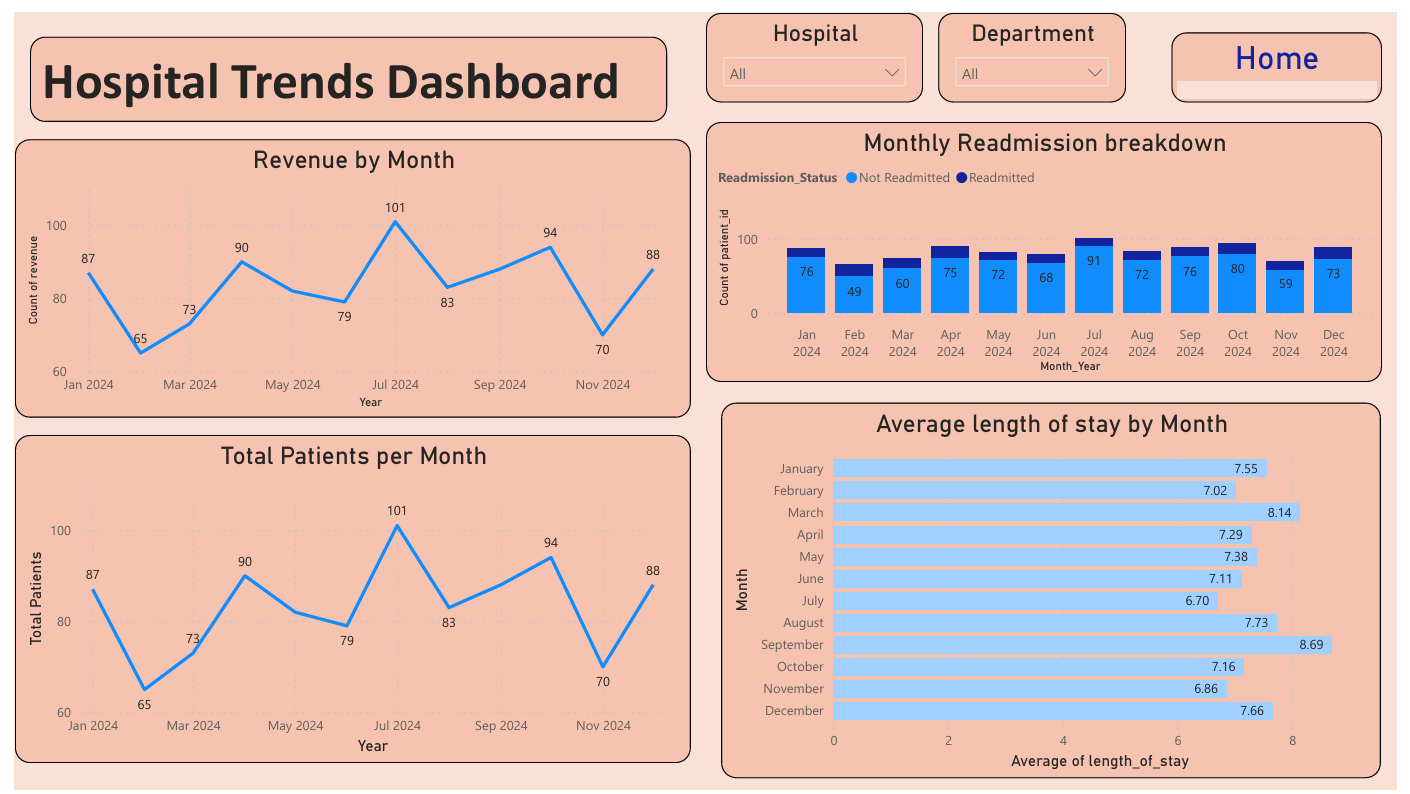 Hospital Trends Dashboard
Hospital
All
Department
All
Home
Revenue by Month
Count of revenue
100
80
60
87
65
73
90
79
101
83
94
70
88
Jan 2024
Mar 2024
May 2024
Jul 2024
Sep 2024
Nov 2024
Year
Monthly Readmission breakdown
Readmission_Status Not Readmitted Readmitted
Count of patient_id
100
0
76
49
60
75
72
68
91
72
76
80
59
73
Jan 2024
Feb 2024
Mar 2024
Apr 2024
May 2024
Jun 2024
Jul 2024
Aug 2024
Sep 2024
Oct 2024
Nov 2024
Dec 2024
Month_Year
Total Patients per Month
Total Patients
100
80
60
87
65
73
90
79
101
83
94
70
88
Jan 2024
Mar 2024
May 2024
Jul 2024
Sep 2024
Nov 2024
Year
Average length of stay by Month
Month
January 7.55
February 7.02
March 8.14
April 7.29
May 7.38
June 7.11
July 6.70
August 7.73
September 8.69
October 7.16
November 6.86
December 7.66
0 2 4 6 8
Average of length_of_stay